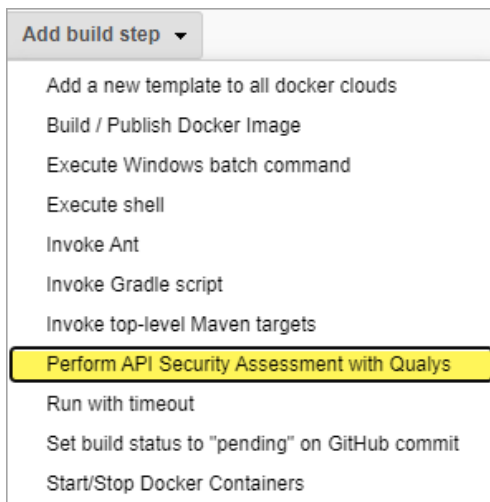 Add build step
Add a new template to all docker clouds
Build / Publish Docker Image
Execute Windows batch command
Execute shell
Invoke Ant
Invoke Gradle script
Invoke top-level Maven targets
Perform API Security Assessment with Qualys
Run with timeout
Set build status to "pending" on GitHub commit
Start/Stop Docker Containers